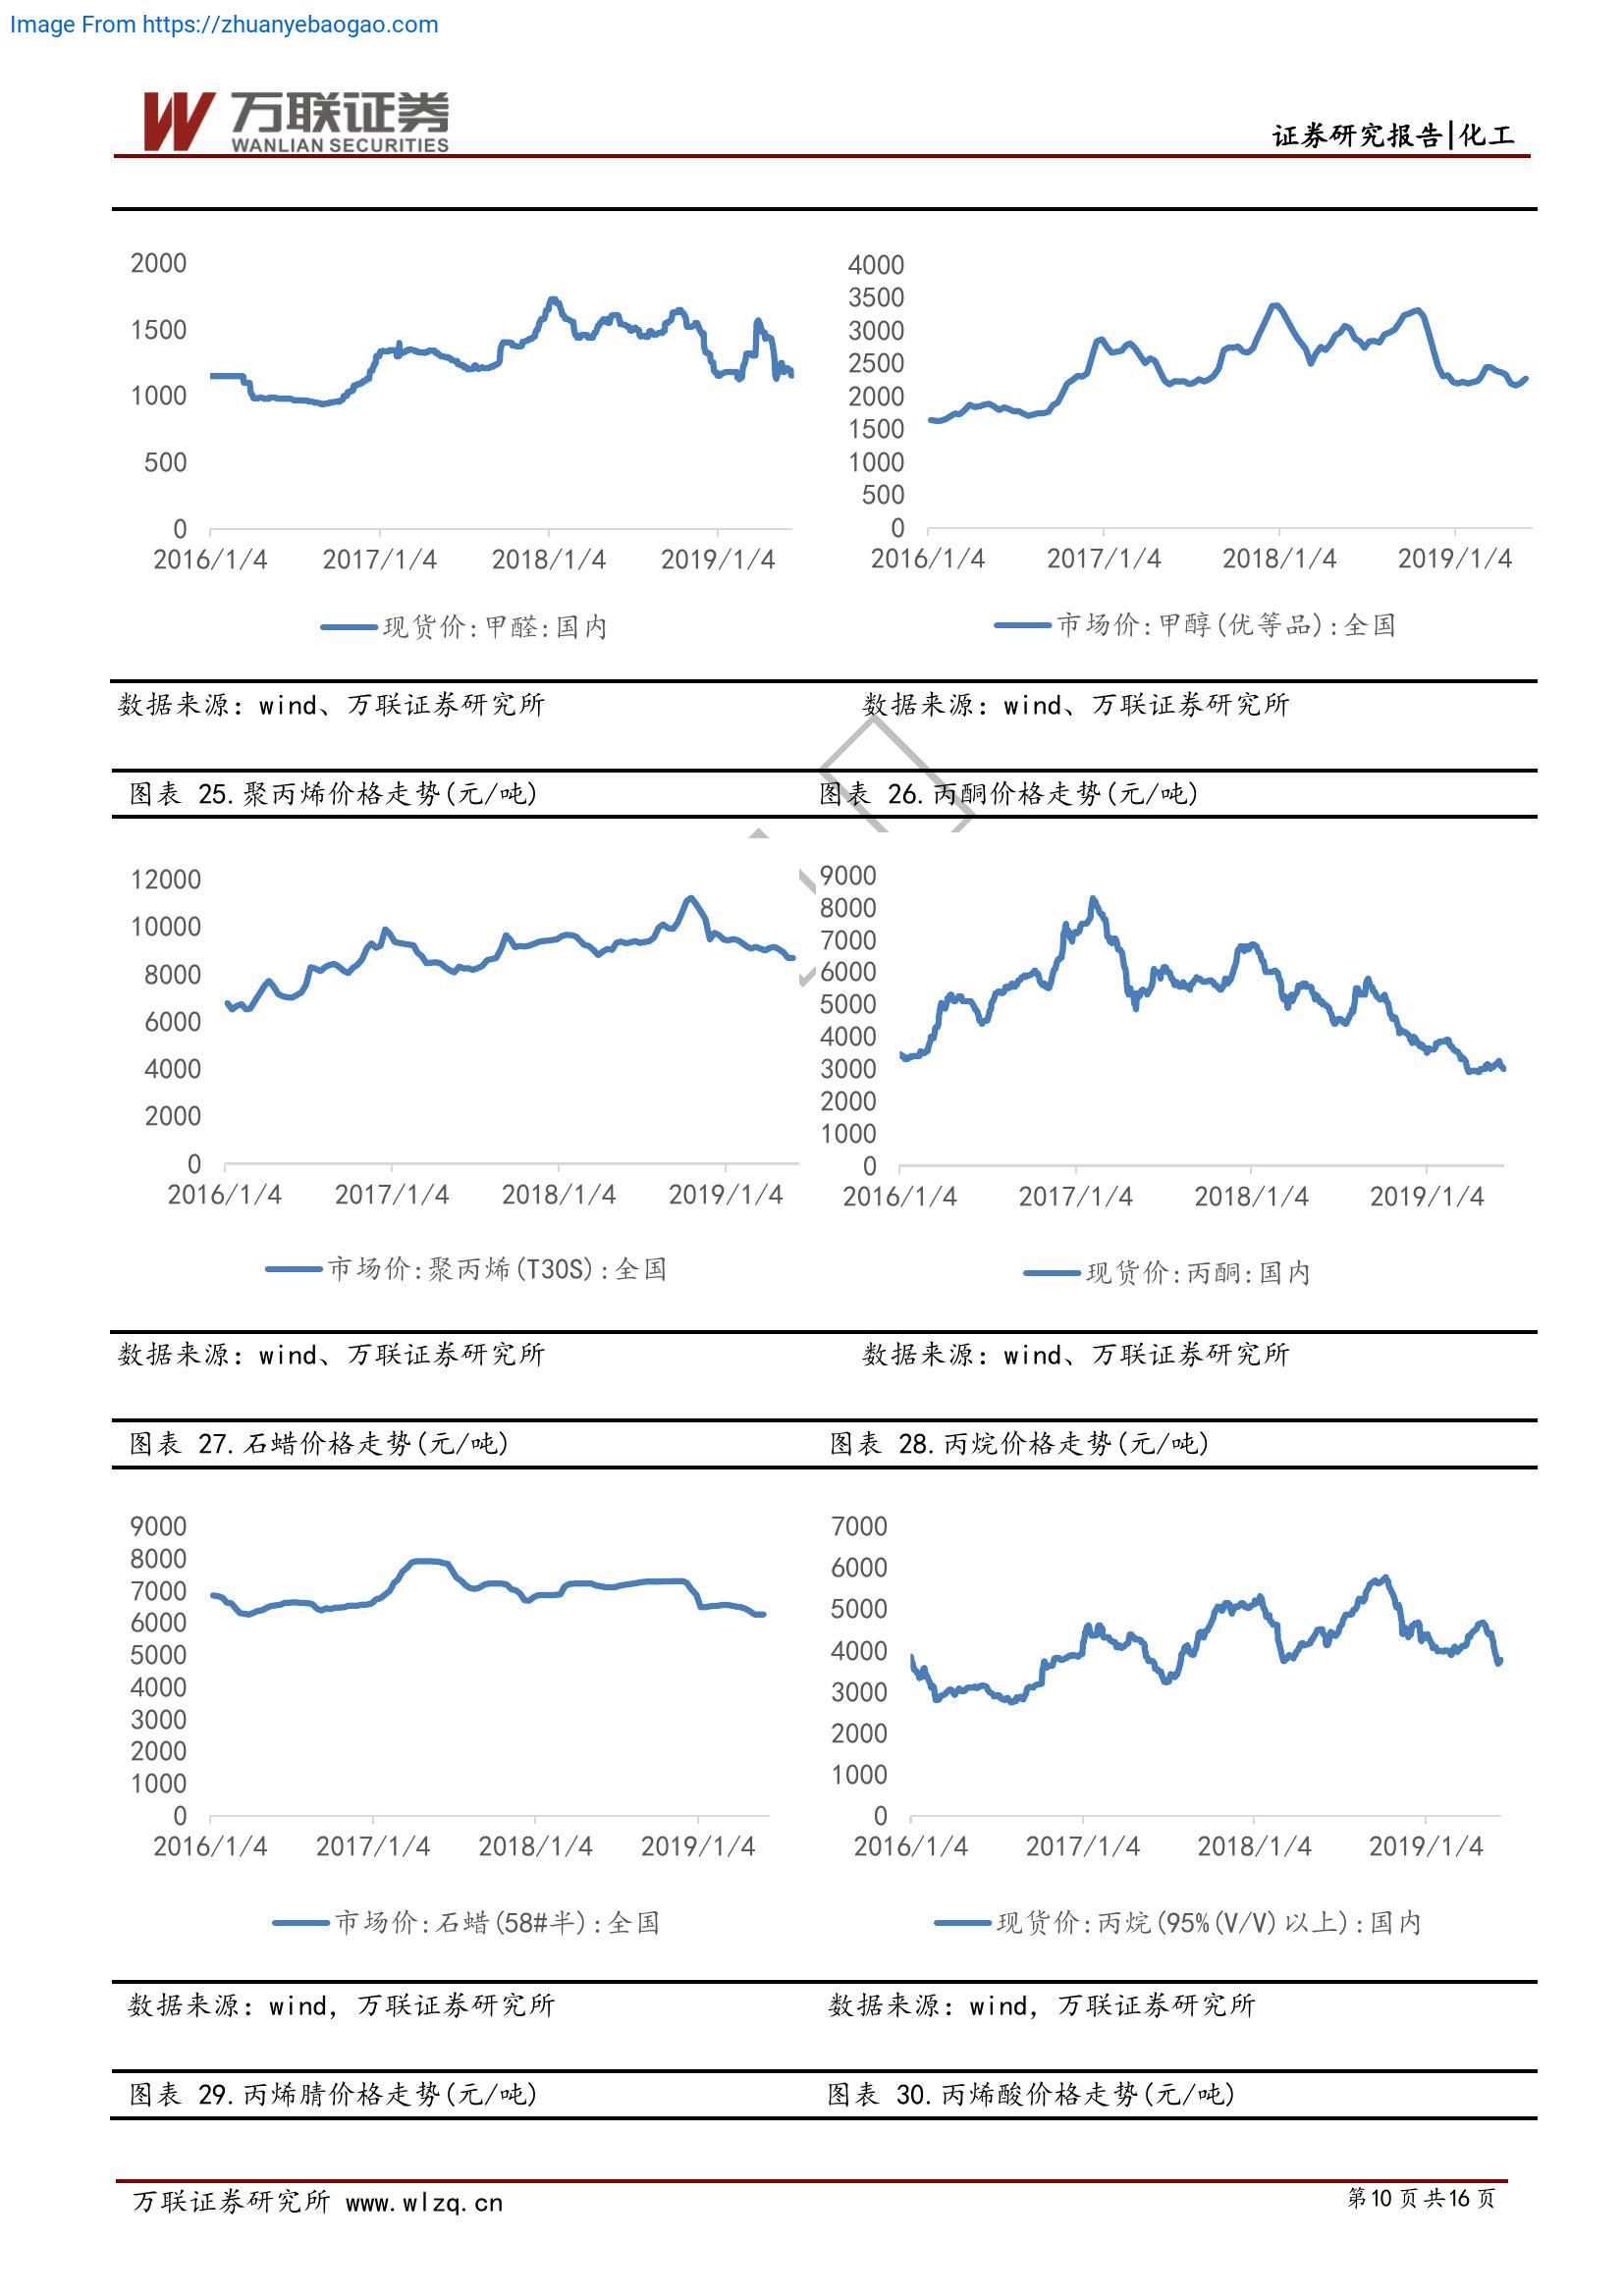 Image From https://zhuanyebaogao.com
万联证券
WANLIAN SECURITIES
证券研究报告|化工
2000
1500
1000
500
0
2016/1/4 2017/1/4 2018/1/4 2019/1/4
现货价:甲醛:国内
4000
3500
3000
2500
2000
1500
1000
500
0
2016/1/4 2017/1/4 2018/1/4 2019/1/4
市场价:甲醇(优等品):全国
数据来源：wind、万联证券研究所
数据来源：wind、万联证券研究所
图表 25.聚丙烯价格走势(元/吨)
图表 26.丙酮价格走势(元/吨)
12000
10000
8000
6000
4000
2000
0
2016/1/4 2017/1/4 2018/1/4 2019/1/4
市场价:聚丙烯(T30S):全国
9000
8000
7000
6000
5000
4000
3000
2000
1000
0
2016/1/4 2017/1/4 2018/1/4 2019/1/4
现货价:丙酮:国内
数据来源：wind、万联证券研究所
数据来源：wind、万联证券研究所
图表 27.石蜡价格走势(元/吨)
图表 28.丙烷价格走势(元/吨)
9000
8000
7000
6000
5000
4000
3000
2000
1000
0
2016/1/4 2017/1/4 2018/1/4 2019/1/4
市场价:石蜡(58#半):全国
7000
6000
5000
4000
3000
2000
1000
0
2016/1/4 2017/1/4 2018/1/4 2019/1/4
现货价:丙烷(95%(V/V)以上):国内
数据来源：wind，万联证券研究所
数据来源：wind，万联证券研究所
图表 29.丙烯腈价格走势(元/吨)
图表 30.丙烯酸价格走势(元/吨)
万联证券研究所 www.wlzq.cn
第10页共16页